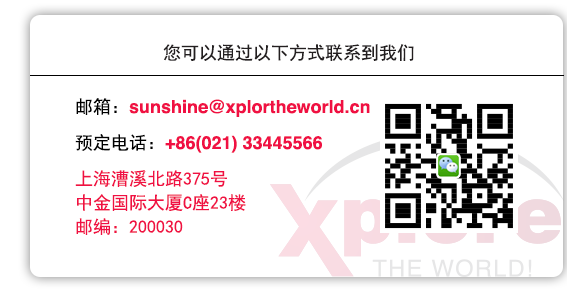 您可以通过以下方式联系到我们
邮箱：sunshine@xplortheworld.cn
预定电话：+86(021) 33445566
上海漕溪北路375号
中金国际大厦C座23楼
邮编：200030
Xplore
THE WORLD!